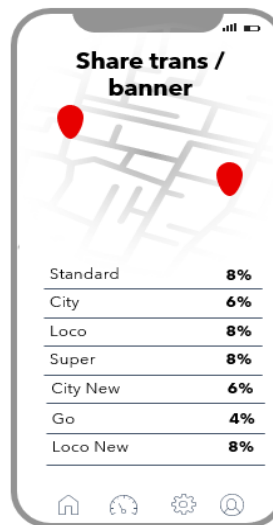 Share trans /
banner
Standard 8%
City 6%
Loco 8%
Super 8%
City New 6%
Go 4%
Loco New 8%